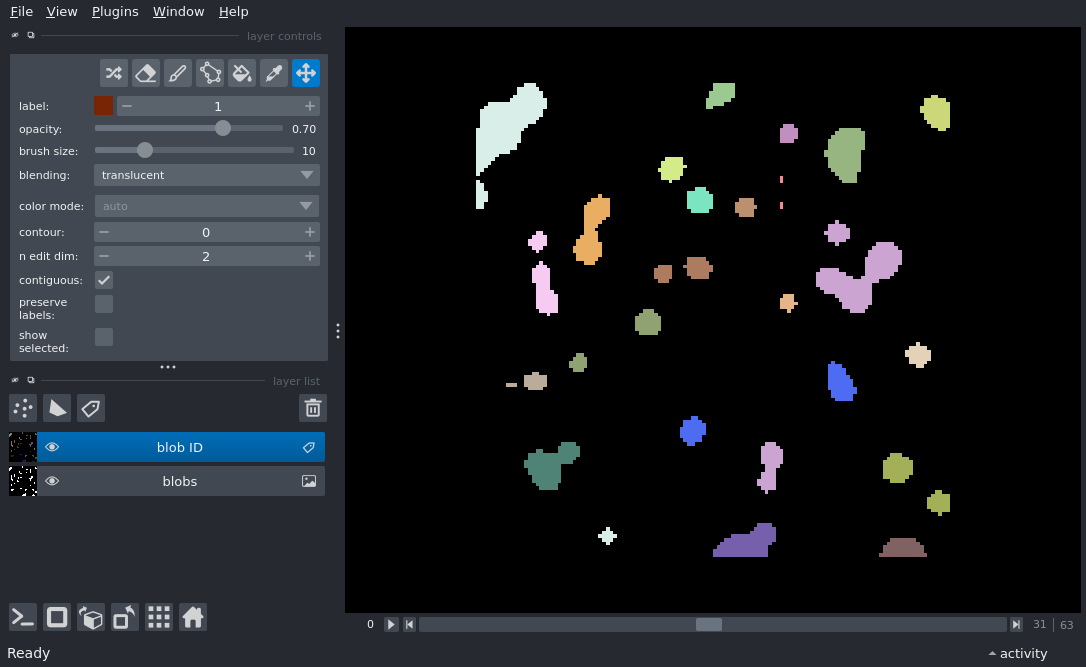 File View Plugins Window Help
layer controls
label: 1
opacity: 0.70
brush size: 10
blending: translucent
color mode: auto
contour: 0
n edit dim: 2
contiguous:
preserve
labels:
show
selected:
layer list
blob ID
blobs
0 31 63
Ready activity